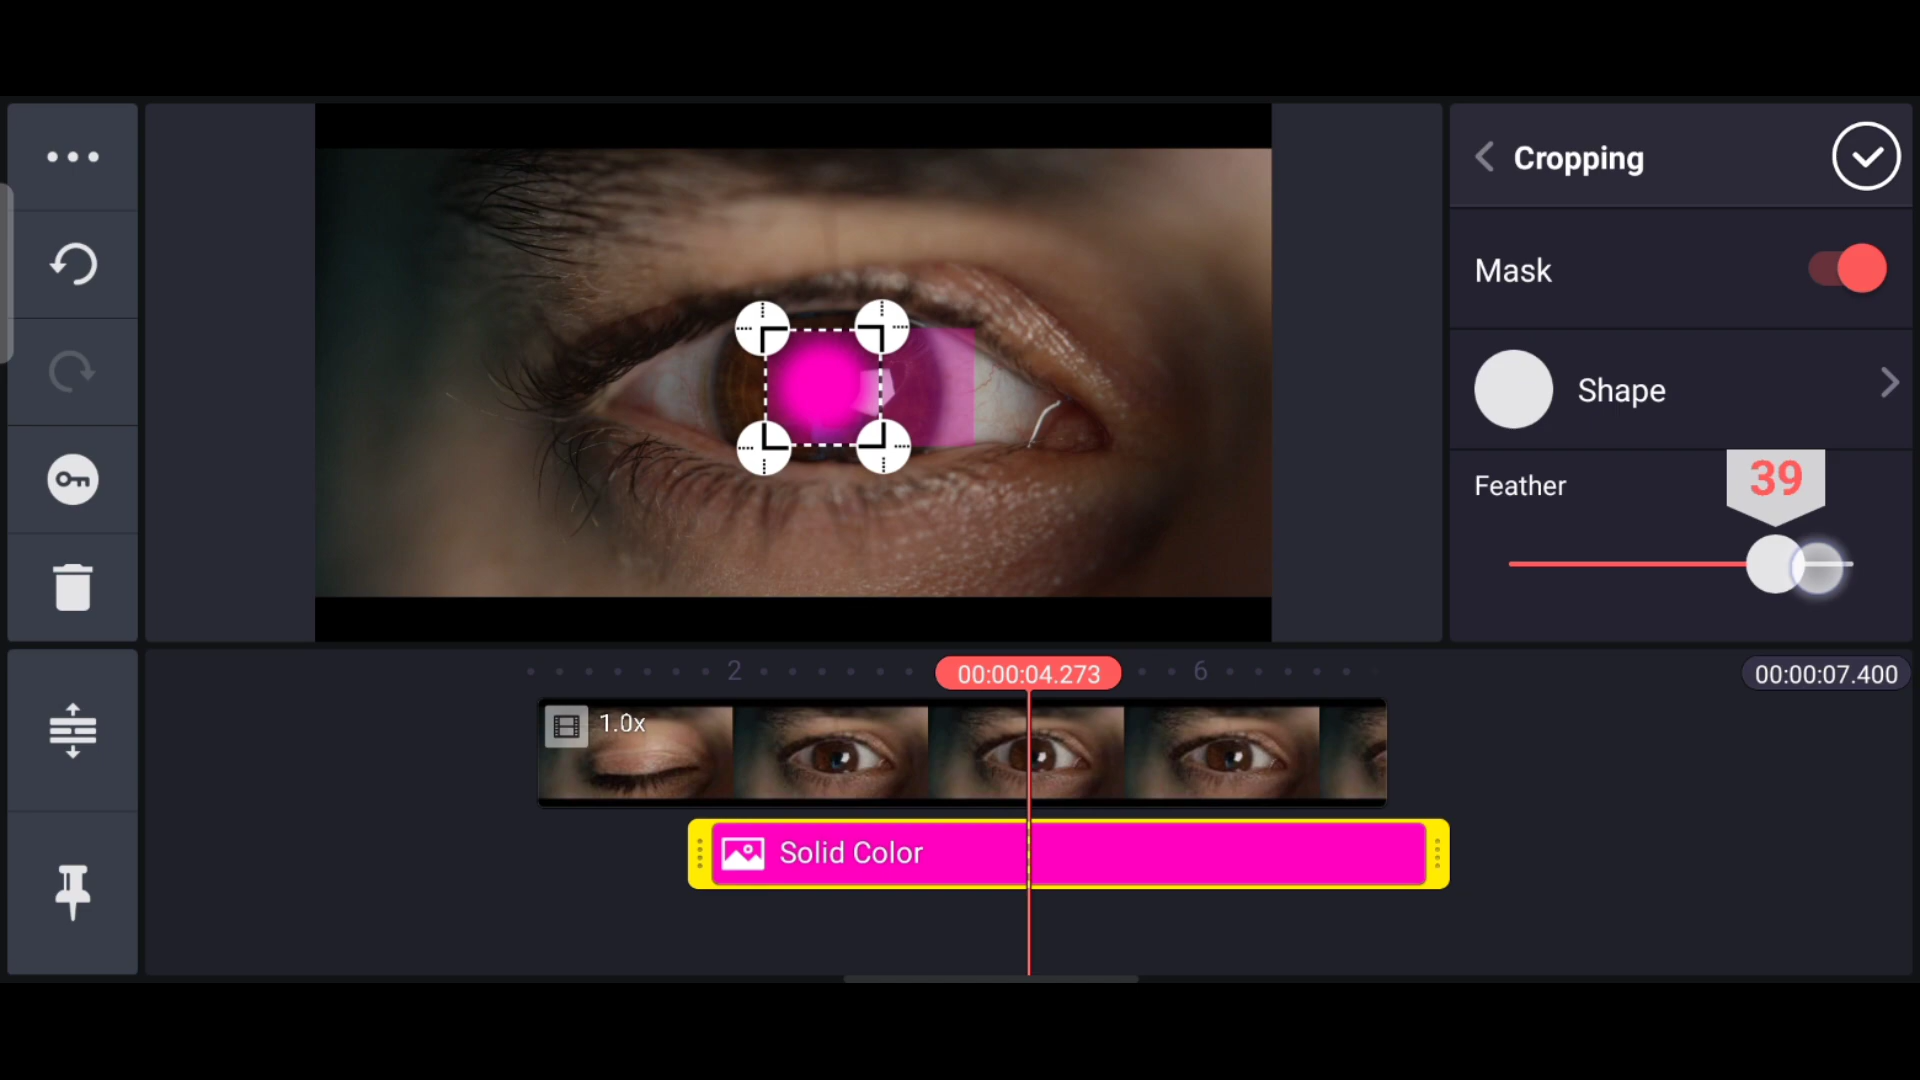 Cropping
Mask
Shape
Feather
39
2
00:00:04.273
6
00:00:07.400
1.0x
Solid Color